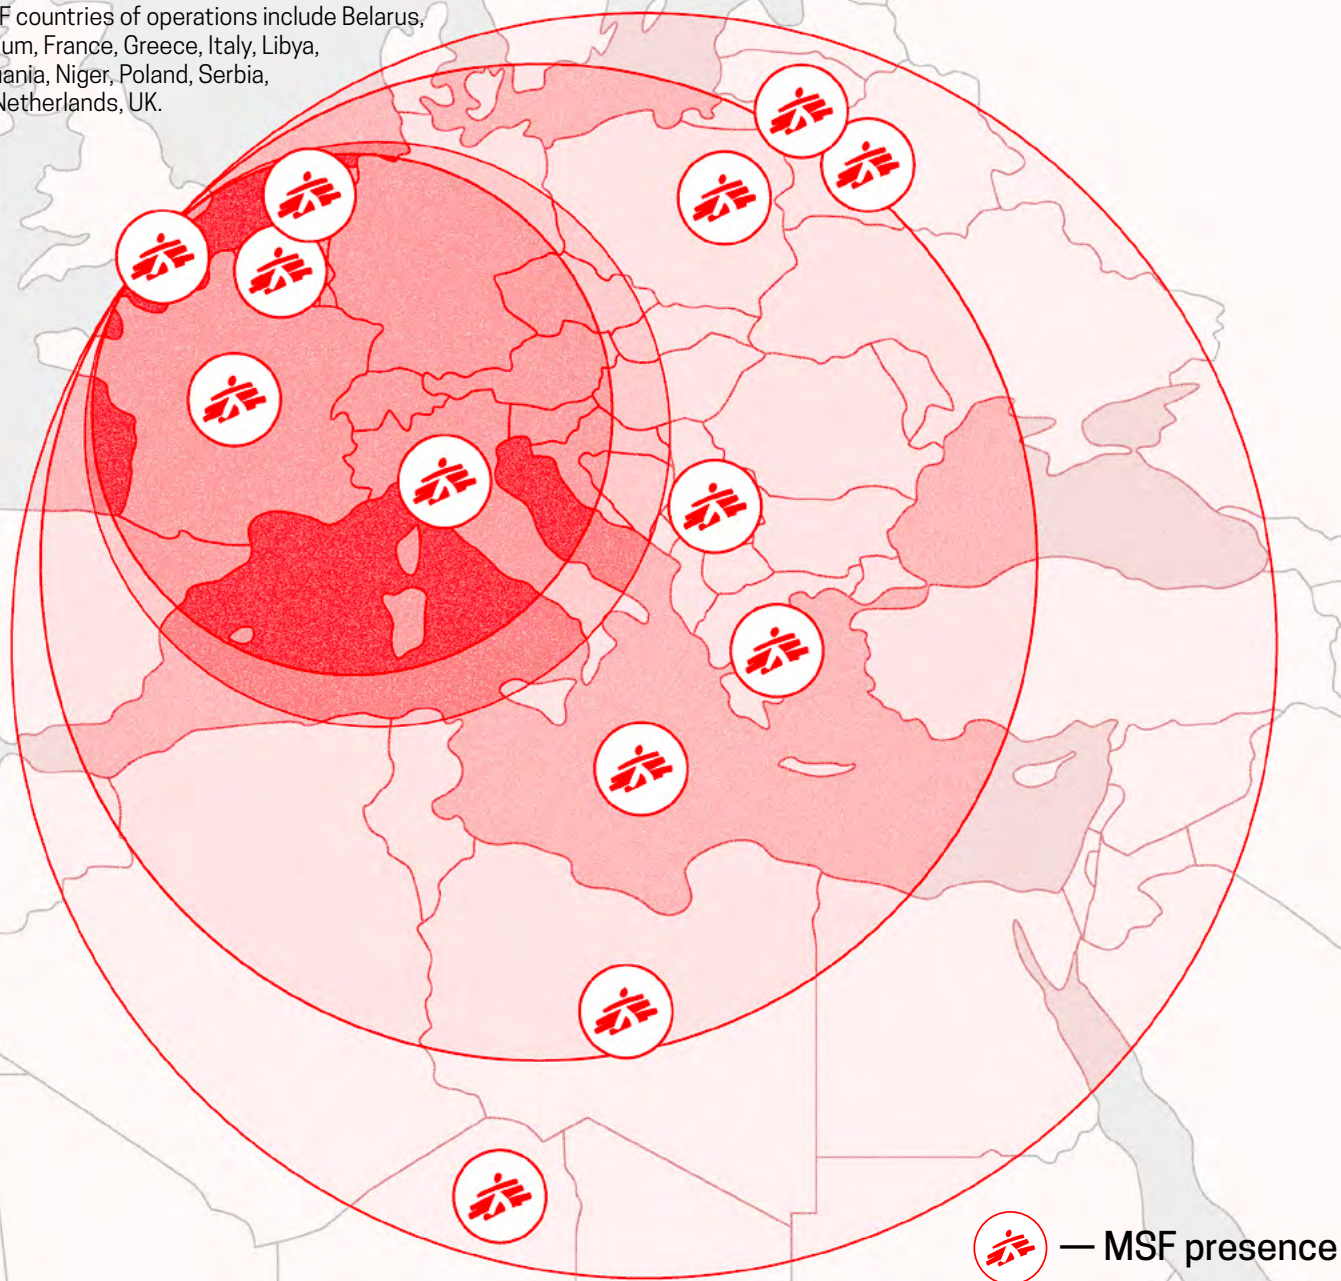 F countries of operations include Belarus,
um, France, Greece, Italy, Libya,
ania, Niger, Poland, Serbia,
Netherlands, UK.
— MSF presence